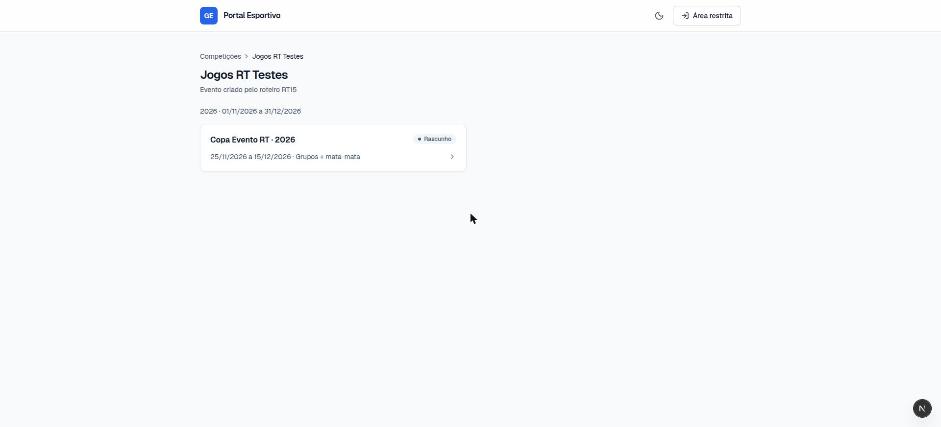 GE Portal Esportivo
Área restrita
Competições > Jogos RT Testes
Jogos RT Testes
Evento criado pelo roteiro RT15
2026 · 01/11/2026 a 31/12/2026
Copa Evento RT · 2026
Rascunho
25/11/2026 a 15/12/2026 · Grupos + mata-mata
N